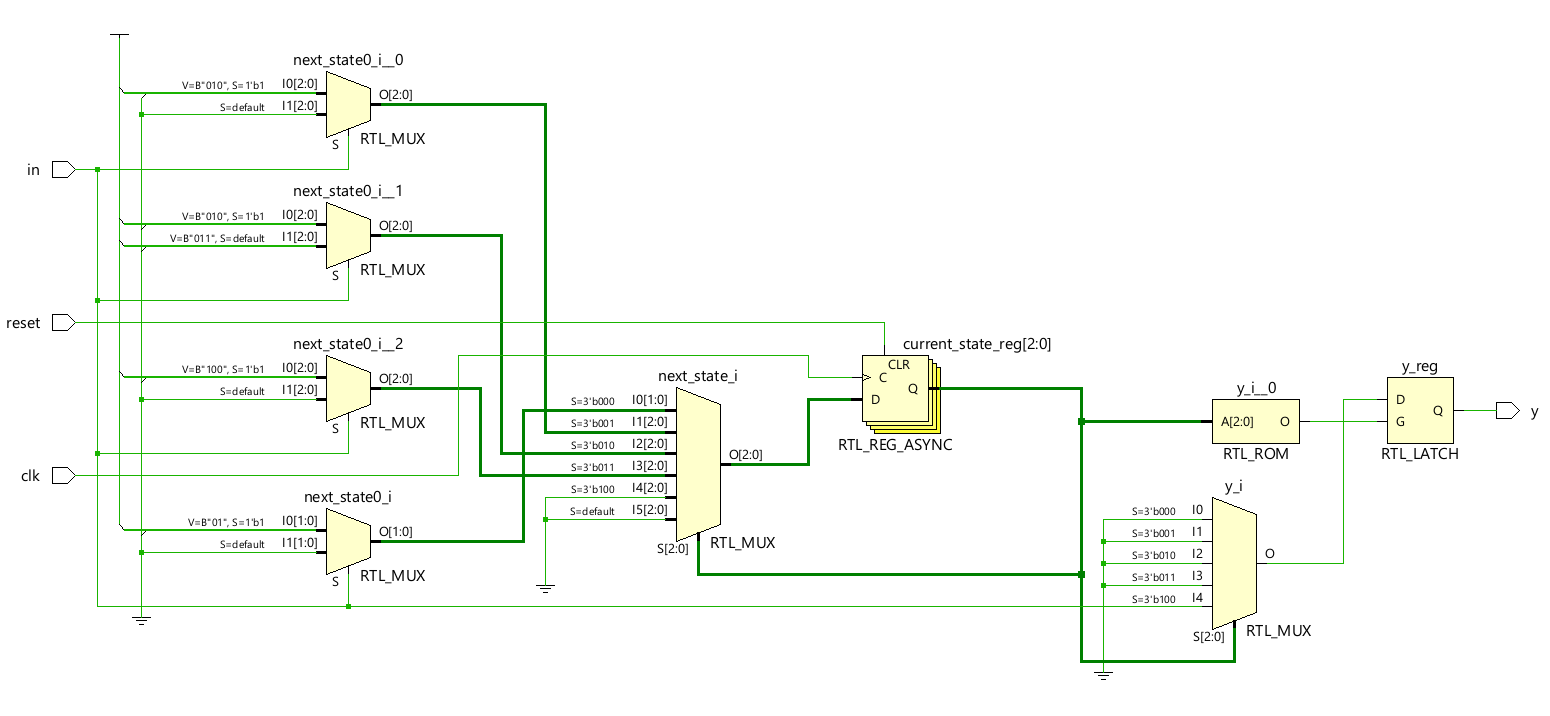 next_state0_i__0
V=B"010", S=1'b1 I0[2:0]
S=default I1[2:0]
O[2:0]
S
RTL_MUX
in
next_state0_i__1
V=B"010", S=1'b1 I0[2:0]
V=B"011", S=default I1[2:0]
O[2:0]
S
RTL_MUX
reset
next_state0_i__2
V=B"100", S=1'b1 I0[2:0]
S=default I1[2:0]
O[2:0]
S
RTL_MUX
clk
next_state0_i
V=B"01", S=1'b1 I0[1:0]
S=default I1[1:0]
O[1:0]
S
RTL_MUX
next_state_i
S=3'b000 I0[1:0]
S=3'b001 I1[2:0]
S=3'b010 I2[2:0]
S=3'b011 I3[2:0]
S=3'b100 I4[2:0]
S=default I5[2:0]
O[2:0]
S[2:0]
RTL_MUX
current_state_reg[2:0]
CLR
C
Q
D
RTL_REG_ASYNC
y_i__0
A[2:0] O
RTL_ROM
y_i
S=3'b000 I0
S=3'b001 I1
S=3'b010 I2
S=3'b011 I3
S=3'b100 I4
O
S[2:0]
RTL_MUX
y_reg
D
Q
G
RTL_LATCH
y